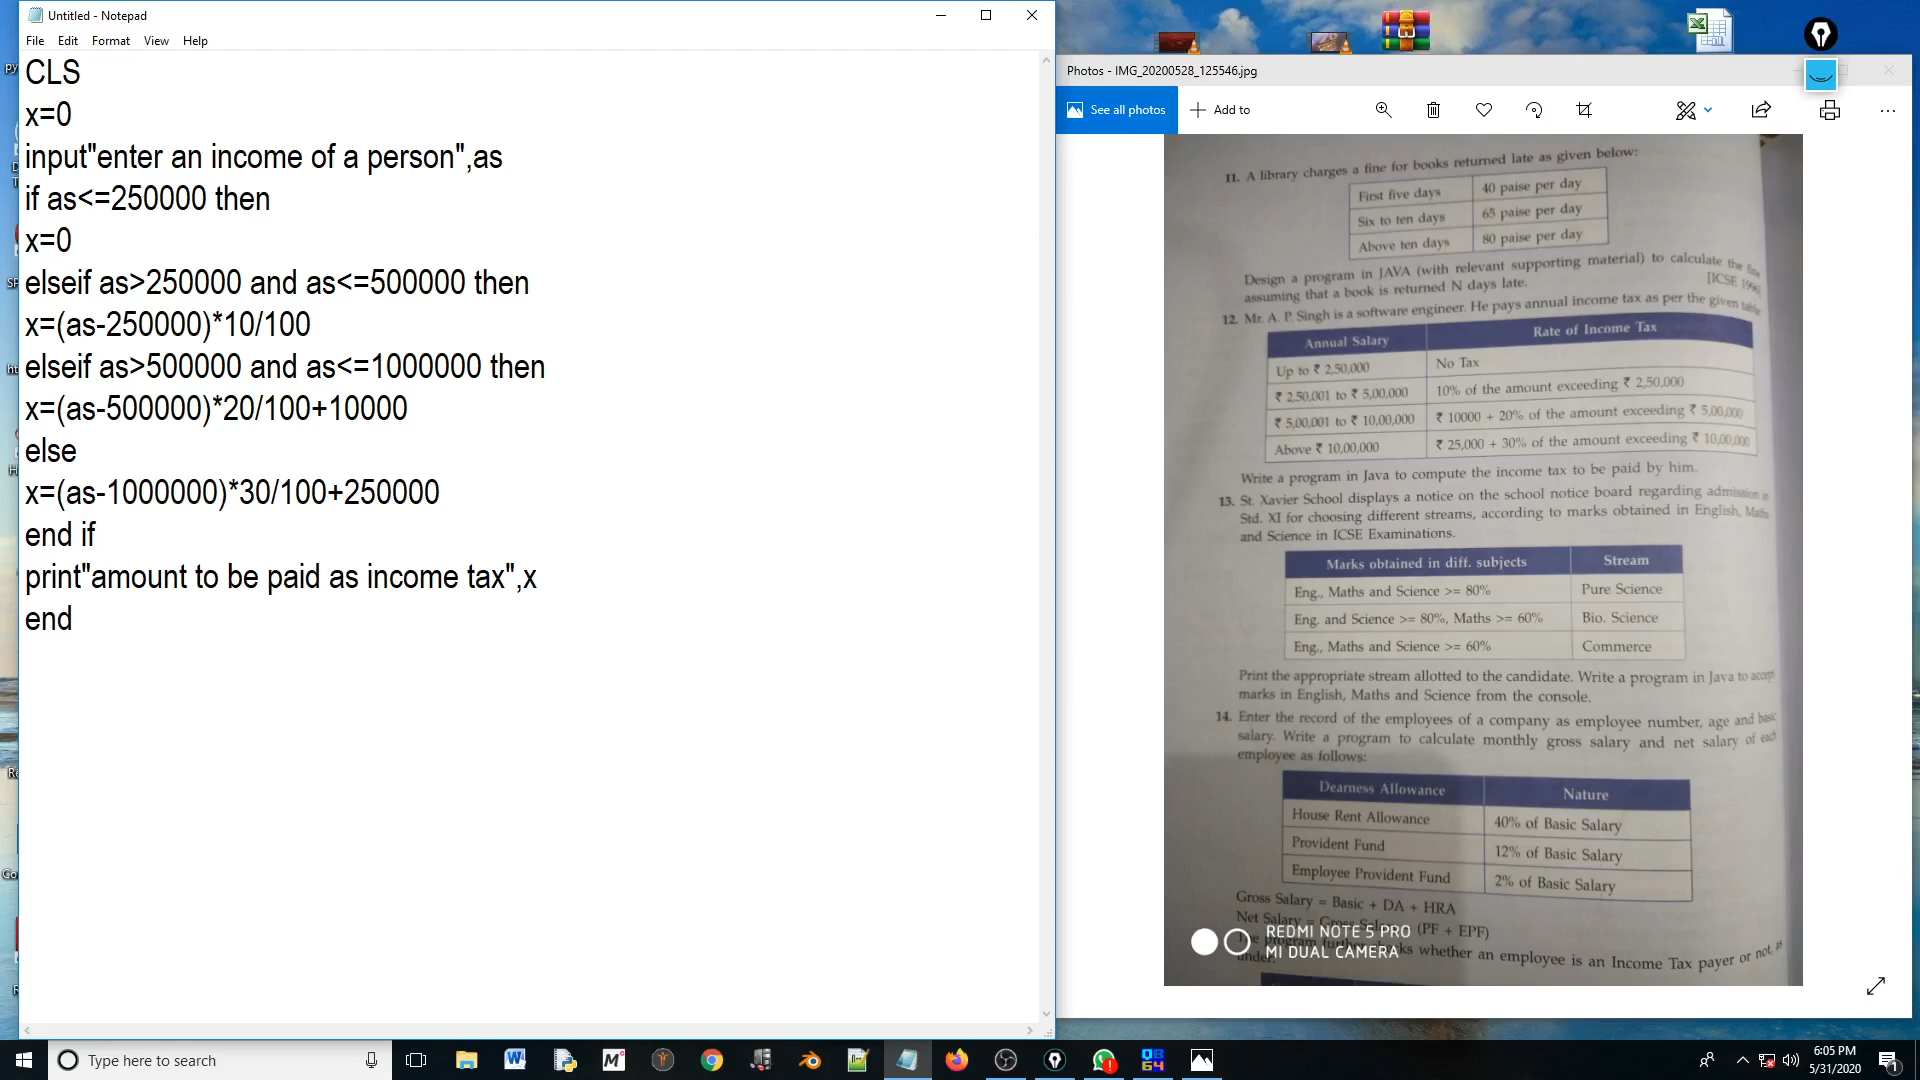 Untitled - Notepad
File Edit Format View Help
CLS
x=0
input"enter an income of a person",as
if as<=250000 then
x=0
elseif as>250000 and as<=500000 then
x=(as-250000)*10/100
elseif as>500000 and as<=1000000 then
x=(as-500000)*20/100+10000
else
x=(as-1000000)*30/100+250000
end if
print"amount to be paid as income tax",x
end
Photos - IMG_20200528_125546.jpg
See all photos Add to
11. A library charges a fine for books returned late as given below:
First five days 40 paise per day
Six to ten days 65 paise per day
Above ten days 80 paise per day
Design a program in JAVA (with relevant supporting material) to calculate the
assuming that a book is returned N days late. [ICSE
12. Mr. A. P. Singh is a software engineer. He pays annual income tax as per the given table
Annual Salary Rate of Income Tax
Up to ₹ 2,50,000 No Tax
₹ 2,50,001 to ₹ 5,00,000 10% of the amount exceeding ₹ 2,50,000
₹ 5,00,001 to ₹ 10,00,000 ₹ 10000 + 20% of the amount exceeding ₹ 5,00,000
Above ₹ 10,00,000 ₹ 25,000 + 30% of the amount exceeding ₹ 10,00,000
Write a program in Java to compute the income tax to be paid by him.
13. St. Xavier School displays a notice on the school notice board regarding admission in
Std. XI for choosing different streams, according to marks obtained in English, Maths
and Science in ICSE Examinations.
Marks obtained in diff. subjects Stream
Eng., Maths and Science >= 80% Pure Science
Eng. and Science >= 80%, Maths >= 60% Bio. Science
Eng., Maths and Science >= 60% Commerce
Print the appropriate stream allotted to the candidate. Write a program in Java to accept
marks in English, Maths and Science from the console.
14. Enter the record of the employees of a company as employee number, age and basic
salary. Write a program to calculate monthly gross salary and net salary of each
employee as follows:
Dearness Allowance Nature
House Rent Allowance 40% of Basic Salary
Provident Fund 12% of Basic Salary
Employee Provident Fund 2% of Basic Salary
Gross Salary = Basic + DA + HRA
Net Salary = Gross (PF + EPF)
REDMI NOTE 5 PRO
MI DUAL CAMERA
whether an employee is an Income Tax payer or not, as
under:
Type here to search
6:05 PM
5/31/2020